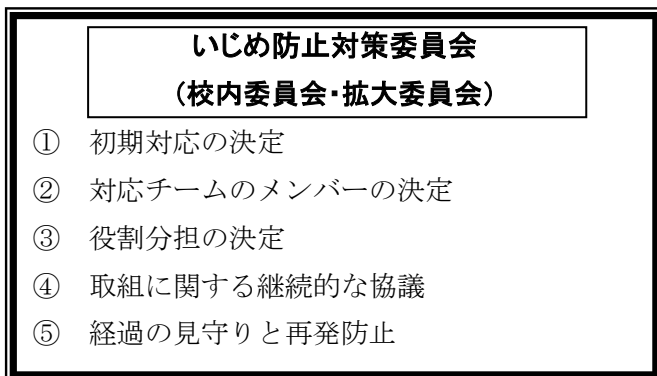 いじめ防止対策委員会
（校内委員会・拡大委員会）
① 初期対応の決定
② 対応チームのメンバーの決定
③ 役割分担の決定
④ 取組に関する継続的な協議
⑤ 経過の見守りと再発防止